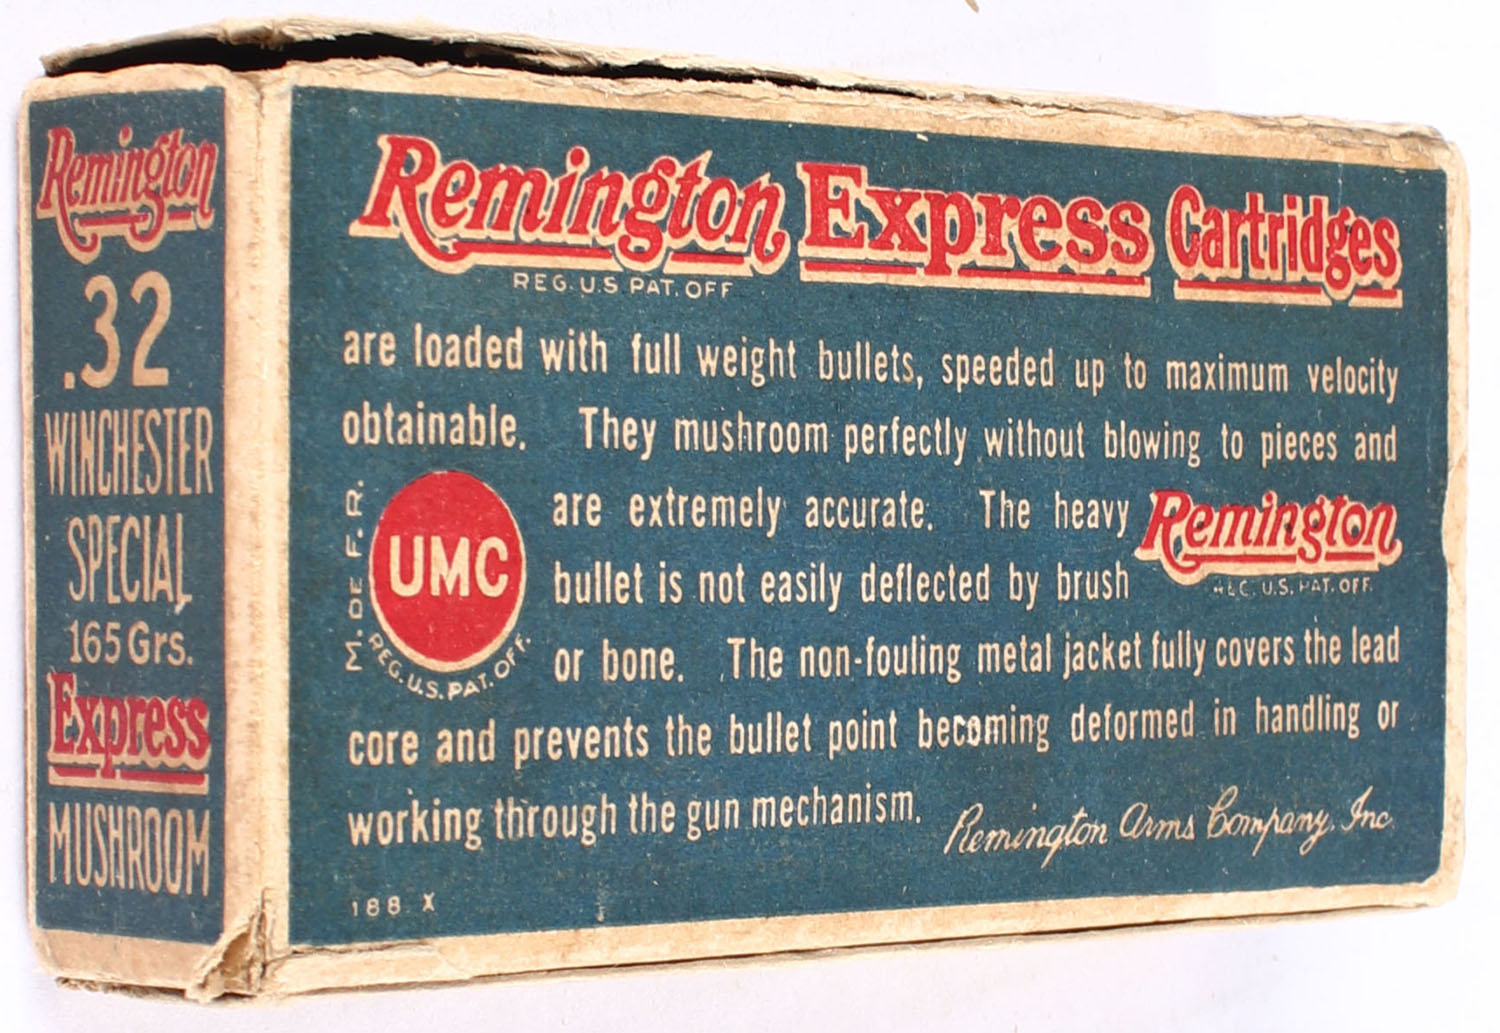 Remington
.32
WINCHESTER
SPECIAL
165 Grs.
Express
MUSHROOM
Remington Express Cartridges
REG. U.S PAT. OFF
are loaded with full weight bullets, speeded up to maximum velocity
obtainable. They mushroom perfectly without blowing to pieces and
are extremely accurate. The heavy Remington
REG. U.S. PAT. OFF.
bullet is not easily deflected by brush
or bone. The non-fouling metal jacket fully covers the lead
M. DE F. R.
UMC
REG. U.S. PAT. OFF.
core and prevents the bullet point becoming deformed in handling or
working through the gun mechanism.
Remington Arms Company, Inc.
188 X